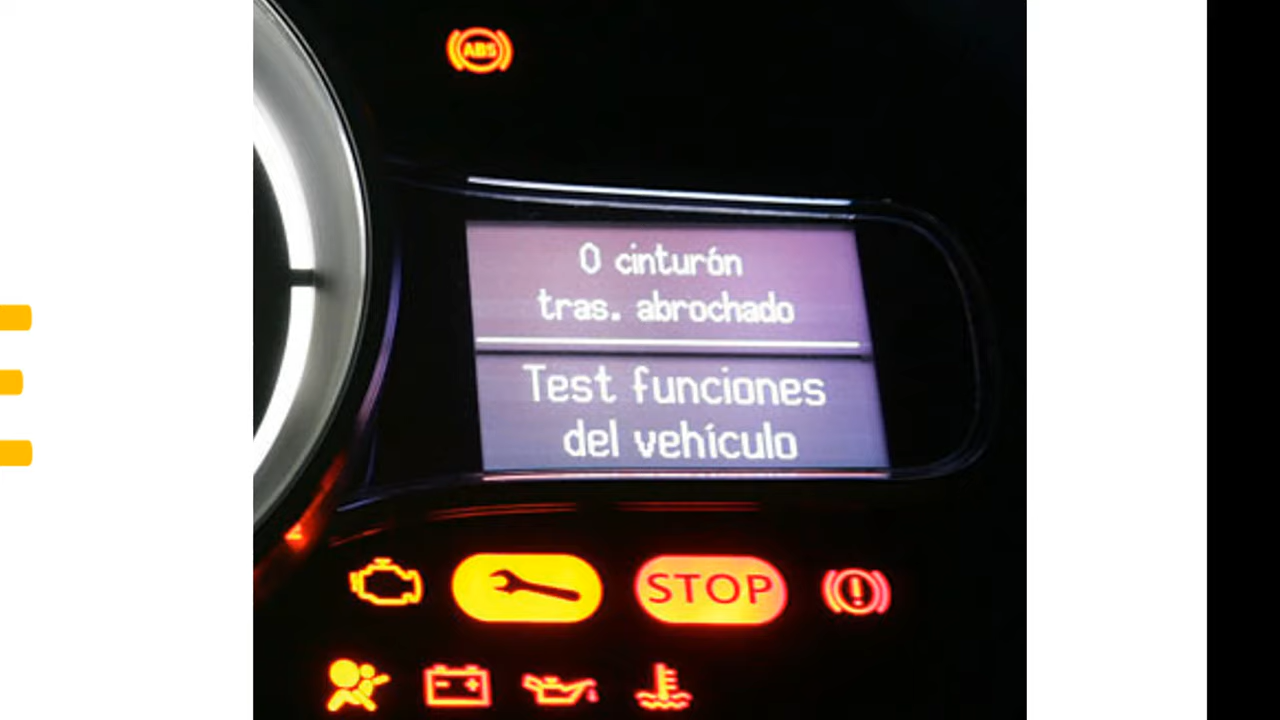 ABS
0 cinturón
tras. abrochado
Test funciones
del vehículo
STOP